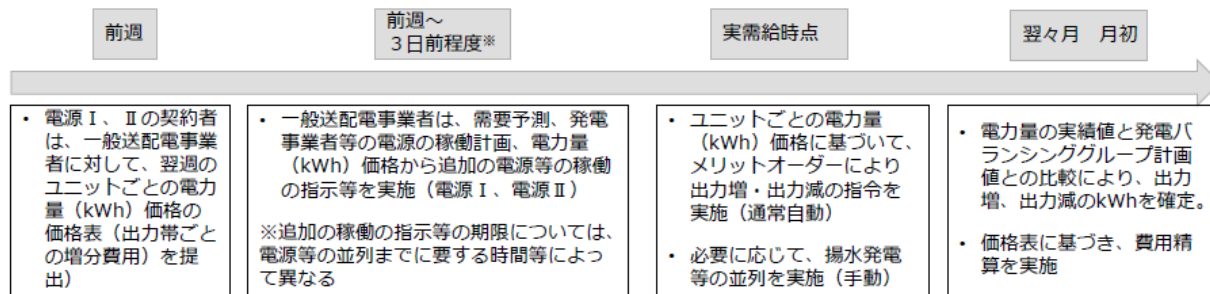 前週
前週～
３日前程度※
実需給時点
翌々月　月初
• 電源Ⅰ、Ⅱの契約者
は、一般送配電事業
者に対して、翌週の
ユニットごとの電力
量（kWh）価格の
価格表（出力帯ごと
の増分費用）を提
出）
• 一般送配電事業者は、需要予測、発電
事業者等の電源の稼働計画、電力量
（kWh）価格から追加の電源等の稼働
の指示等を実施（電源Ⅰ、電源Ⅱ）
※追加の稼働の指示等の期限については、
電源等の並列までに要する時間等によっ
て異なる
• ユニットごとの電力量
（kWh）価格に基づいて、
メリットオーダーにより
出力増・出力減の指令を
実施（通常自動）
• 必要に応じて、揚水発電
等の並列を実施（手動）
• 電力量の実績値と発電バ
ランシンググループ計画
値との比較により、出力
増、出力減のkWhを確定。
• 価格表に基づき、費用精
算を実施